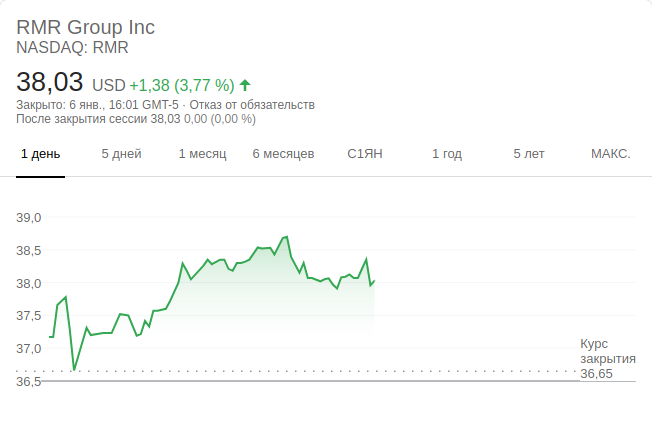 RMR Group Inc
NASDAQ: RMR
38,03 USD +1,38 (3,77 %)
Закрыто: 6 янв., 16:01 GMT-5 · Отказ от обязательств
После закрытия сессии 38,03 0,00 (0,00 %)
1 день 5 дней 1 месяц 6 месяцев С1ЯН 1 год 5 лет МАКС.
39,0
38,5
38,0
37,5
37,0
36,5
Курс
закрытия
36,65